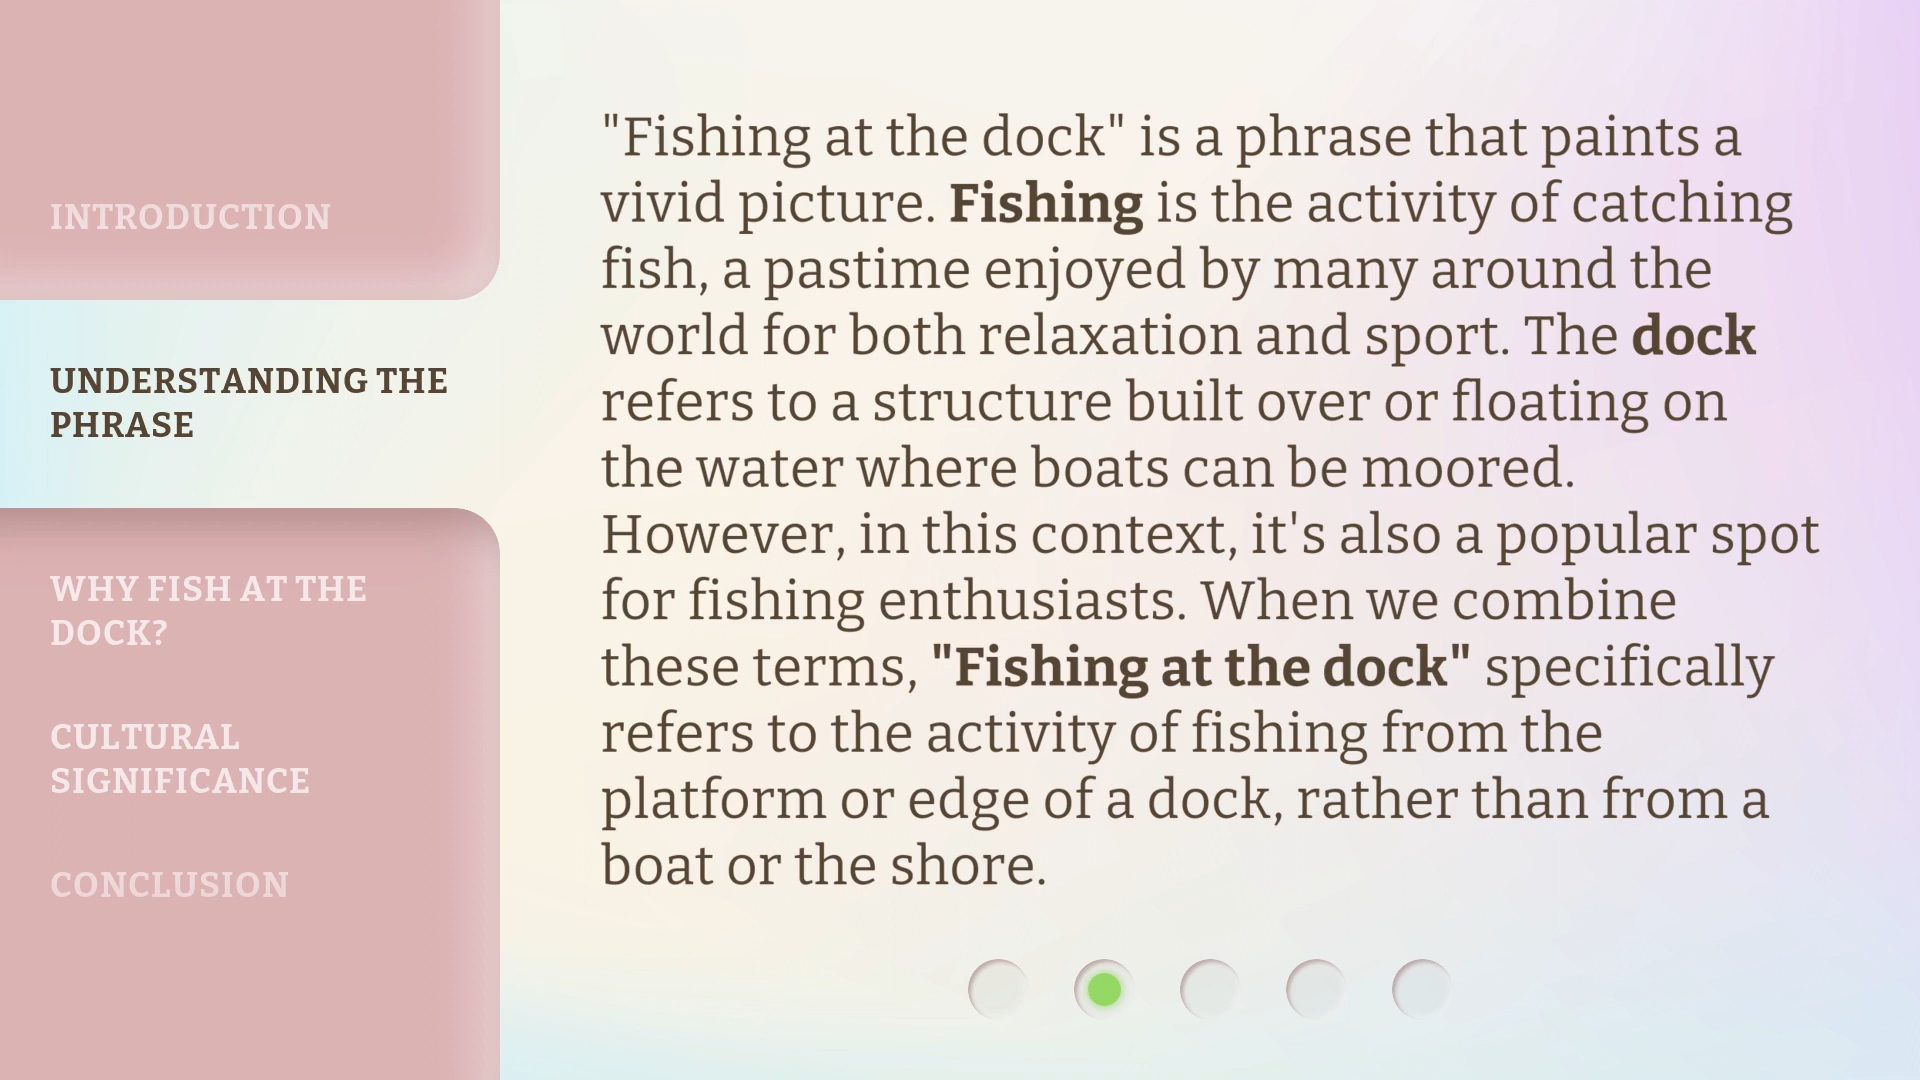 INTRODUCTION
UNDERSTANDING THE
PHRASE
WHY FISH AT THE
DOCK?
CULTURAL
SIGNIFICANCE
CONCLUSION
"Fishing at the dock" is a phrase that paints a
vivid picture. Fishing is the activity of catching
fish, a pastime enjoyed by many around the
world for both relaxation and sport. The dock
refers to a structure built over or floating on
the water where boats can be moored.
However, in this context, it's also a popular spot
for fishing enthusiasts. When we combine
these terms, "Fishing at the dock" specifically
refers to the activity of fishing from the
platform or edge of a dock, rather than from a
boat or the shore.